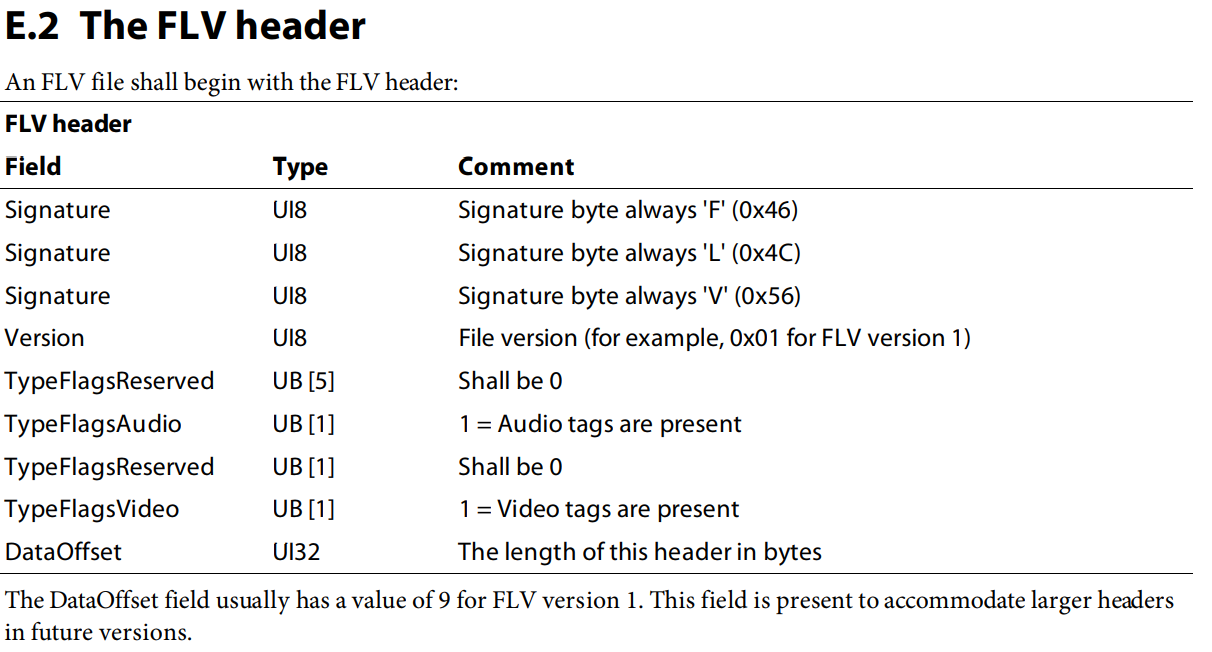 E.2 The FLV header
An FLV file shall begin with the FLV header:
FLV header
Field Type Comment
Signature UI8 Signature byte always 'F' (0x46)
Signature UI8 Signature byte always 'L' (0x4C)
Signature UI8 Signature byte always 'V' (0x56)
Version UI8 File version (for example, 0x01 for FLV version 1)
TypeFlagsReserved UB [5] Shall be 0
TypeFlagsAudio UB [1] 1 = Audio tags are present
TypeFlagsReserved UB [1] Shall be 0
TypeFlagsVideo UB [1] 1 = Video tags are present
DataOffset UI32 The length of this header in bytes
The DataOffset field usually has a value of 9 for FLV version 1. This field is present to accommodate larger headers
in future versions.